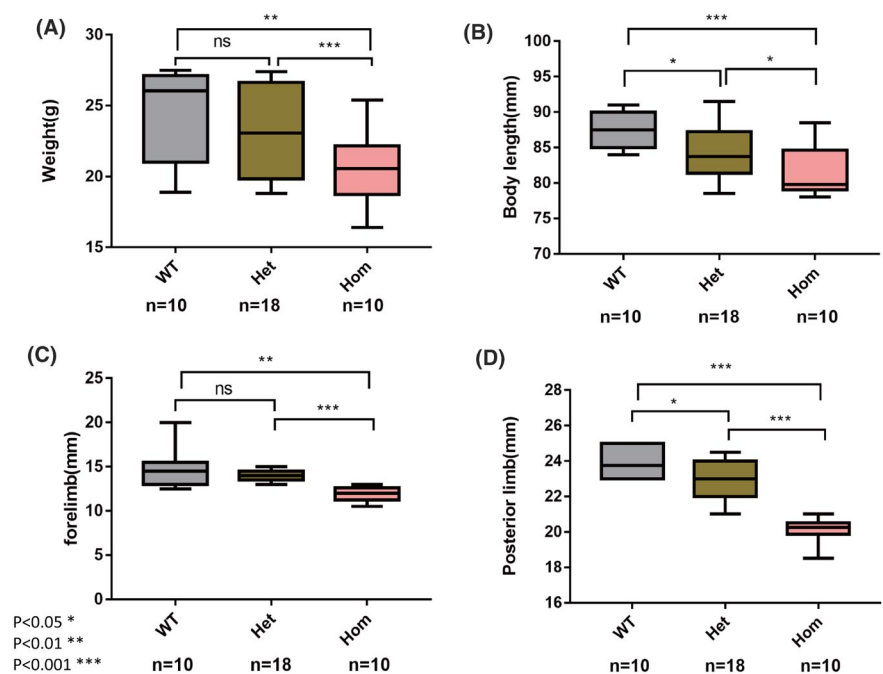 (A)
Weight(g)
30
25
20
15
**
ns
***
WT
Het
Hom
n=10
n=18
n=10
(B)
Body length(mm)
100
95
90
85
80
75
70
***
*
*
WT
Het
Hom
n=10
n=18
n=10
(C)
forelimb(mm)
25
20
15
10
5
0
**
ns
***
WT
Het
Hom
n=10
n=18
n=10
(D)
Posterior limb(mm)
28
26
24
22
20
18
16
***
*
***
WT
Het
Hom
n=10
n=18
n=10
P<0.05 *
P<0.01 **
P<0.001 ***